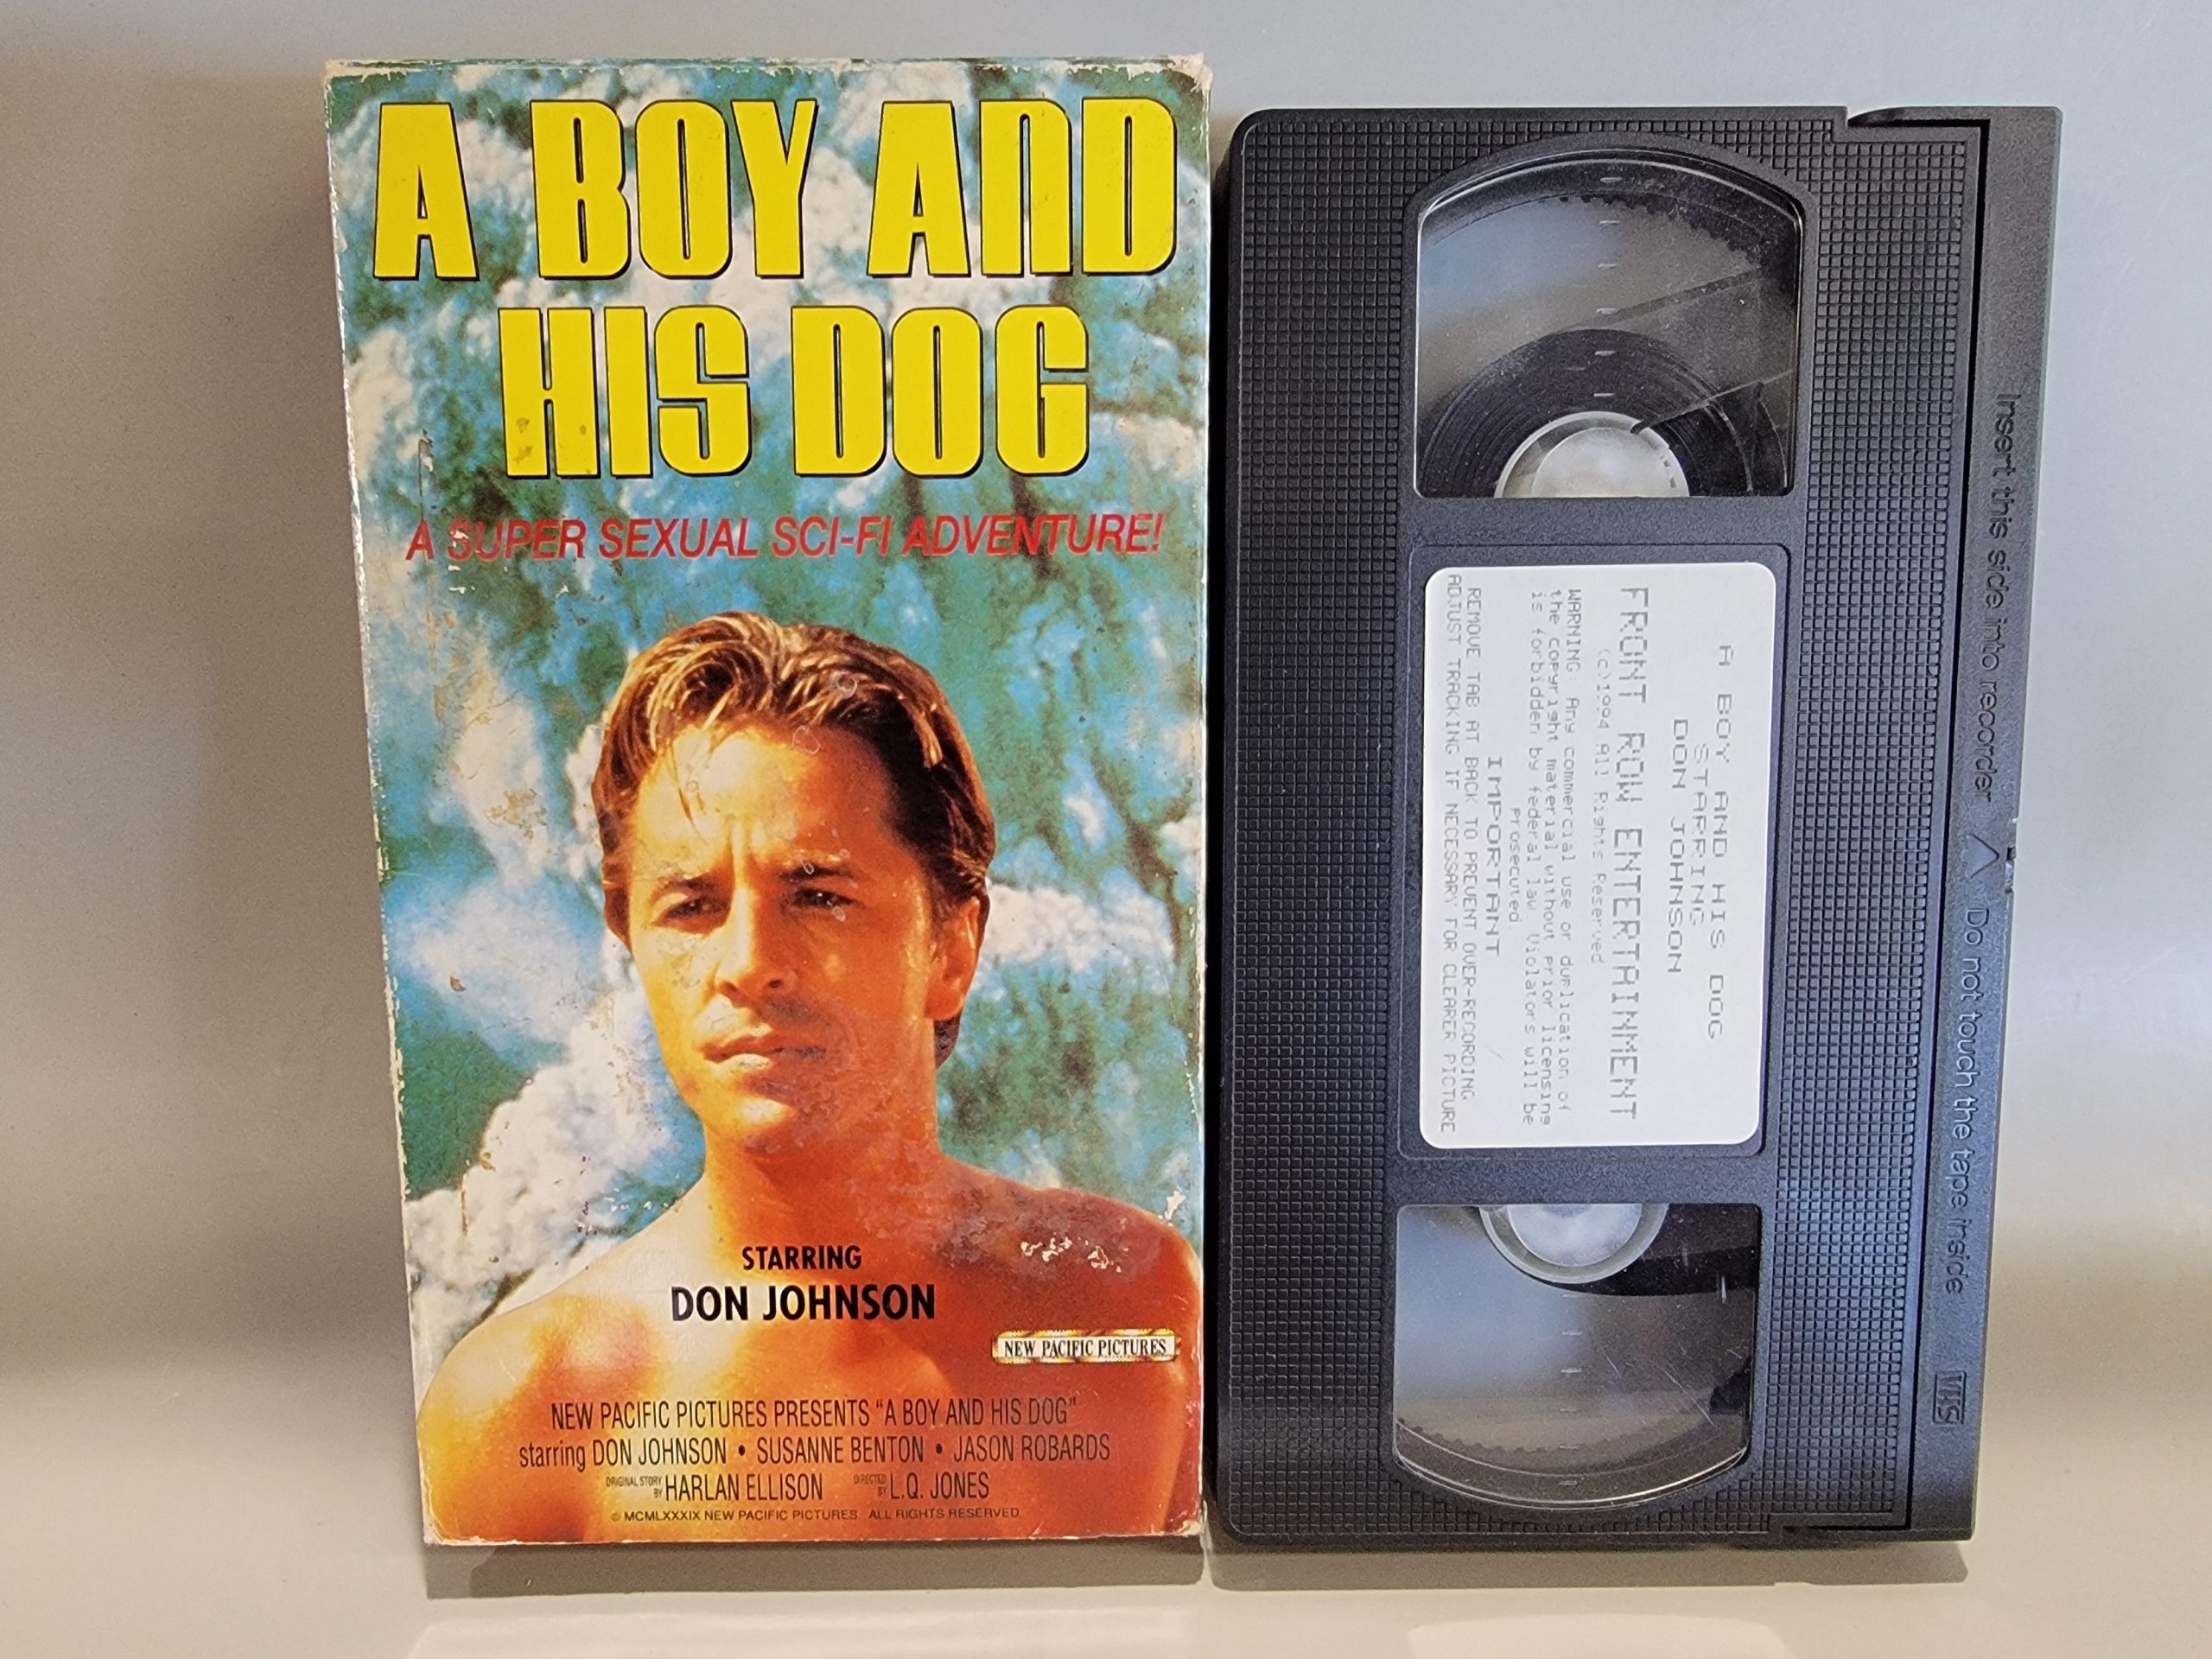 A BOY AND
HIS DOG
A SUPER SEXUAL SCI-FI ADVENTURE!
STARRING
DON JOHNSON
NEW PACIFIC PICTURES
NEW PACIFIC PICTURES PRESENTS "A BOY AND HIS DOG"
starring DON JOHNSON • SUSANNE BENTON • JASON ROBARDS
ORIGINAL STORY BY HARLAN ELLISON DIRECTED BY L.Q. JONES
© MCMLXXXIX NEW PACIFIC PICTURES. ALL RIGHTS RESERVED.
Insert this side into recorder △ Do not touch the tape inside
VHS
A BOY AND HIS DOG
STARRING
DON JOHNSON
FRONT ROW ENTERTAINMENT
(c)1994 All Rights Reserved
WARNING: Any commercial use or duplication of
the copyright material without prior licensing
is forbidden by federal law. Violators will be
prosecuted.
IMPORTANT
REMOVE TAB AT BACK TO PREVENT OVER-RECORDING
ADJUST TRACKING IF NECESSARY FOR CLEARER PICTURE